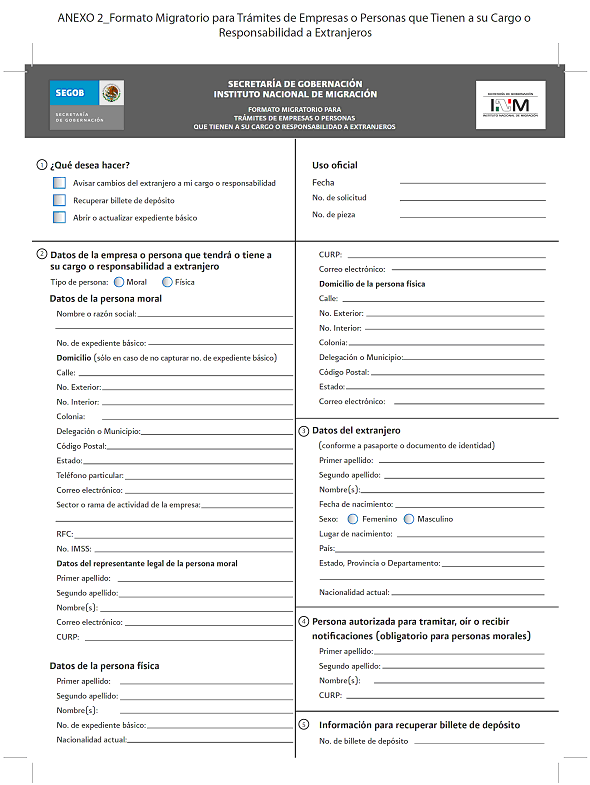 ANEXO 2_Formato Migratorio para Trámites de Empresas o Personas que Tienen a su Cargo o
Responsabilidad a Extranjeros
SEGOB
SECRETARÍA
DE GOBERNACIÓN
SECRETARÍA DE GOBERNACIÓN
INSTITUTO NACIONAL DE MIGRACIÓN
FORMATO MIGRATORIO PARA
TRÁMITES DE EMPRESAS O PERSONAS
QUE TIENEN A SU CARGO O RESPONSABILIDAD A EXTRANJEROS
SECRETARÍA DE GOBERNACIÓN
INM
INSTITUTO NACIONAL DE MIGRACIÓN
1 ¿Qué desea hacer?
Avisar cambios del extranjero a mi cargo o responsabilidad
Recuperar billete de depósito
Abrir o actualizar expediente básico
Uso oficial
Fecha
No. de solicitud
No. de pieza
2 Datos de la empresa o persona que tendrá o tiene a
su cargo o responsabilidad a extranjero
Tipo de persona: Moral Física
Datos de la persona moral
Nombre o razón social:
No. de expediente básico:
Domicilio (sólo en caso de no capturar no. de expediente básico)
Calle:
No. Exterior:
No. Interior:
Colonia:
Delegación o Municipio:
Código Postal:
Estado:
Teléfono particular:
Correo electrónico:
Sector o rama de actividad de la empresa:
RFC:
No. IMSS:
Datos del representante legal de la persona moral
Primer apellido:
Segundo apellido:
Nombre(s):
Correo electrónico:
CURP:
Datos de la persona física
Primer apellido:
Segundo apellido:
Nombre(s):
No. de expediente básico:
Nacionalidad actual:
CURP:
Correo electrónico:
Domicilio de la persona física
Calle:
No. Exterior:
No. Interior:
Colonia:
Delegación o Municipio:
Código Postal:
Estado:
Correo electrónico:
3 Datos del extranjero
(conforme a pasaporte o documento de identidad)
Primer apellido:
Segundo apellido:
Nombre(s):
Fecha de nacimiento:
Sexo: Femenino Masculino
Lugar de nacimiento:
País:
Estado, Provincia o Departamento:
Nacionalidad actual:
4 Persona autorizada para tramitar, oír o recibir
notificaciones (obligatorio para personas morales)
Primer apellido:
Segundo apellido:
Nombre(s):
CURP:
5 Información para recuperar billete de depósito
No. de billete de depósito